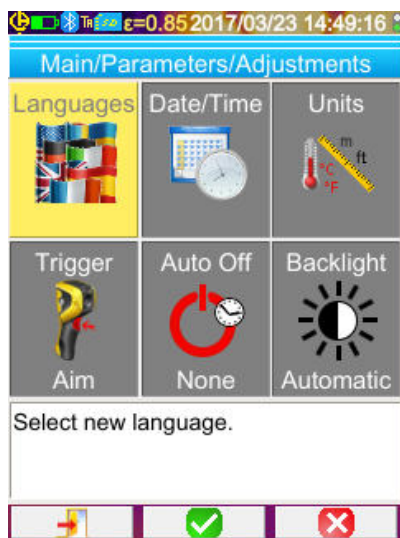 ε=0.85 2017/03/23 14:49:16
Main/Parameters/Adjustments
Languages Date/Time Units
m
ft
°C
°F
Trigger Auto Off Backlight
Aim None Automatic
Select new language.